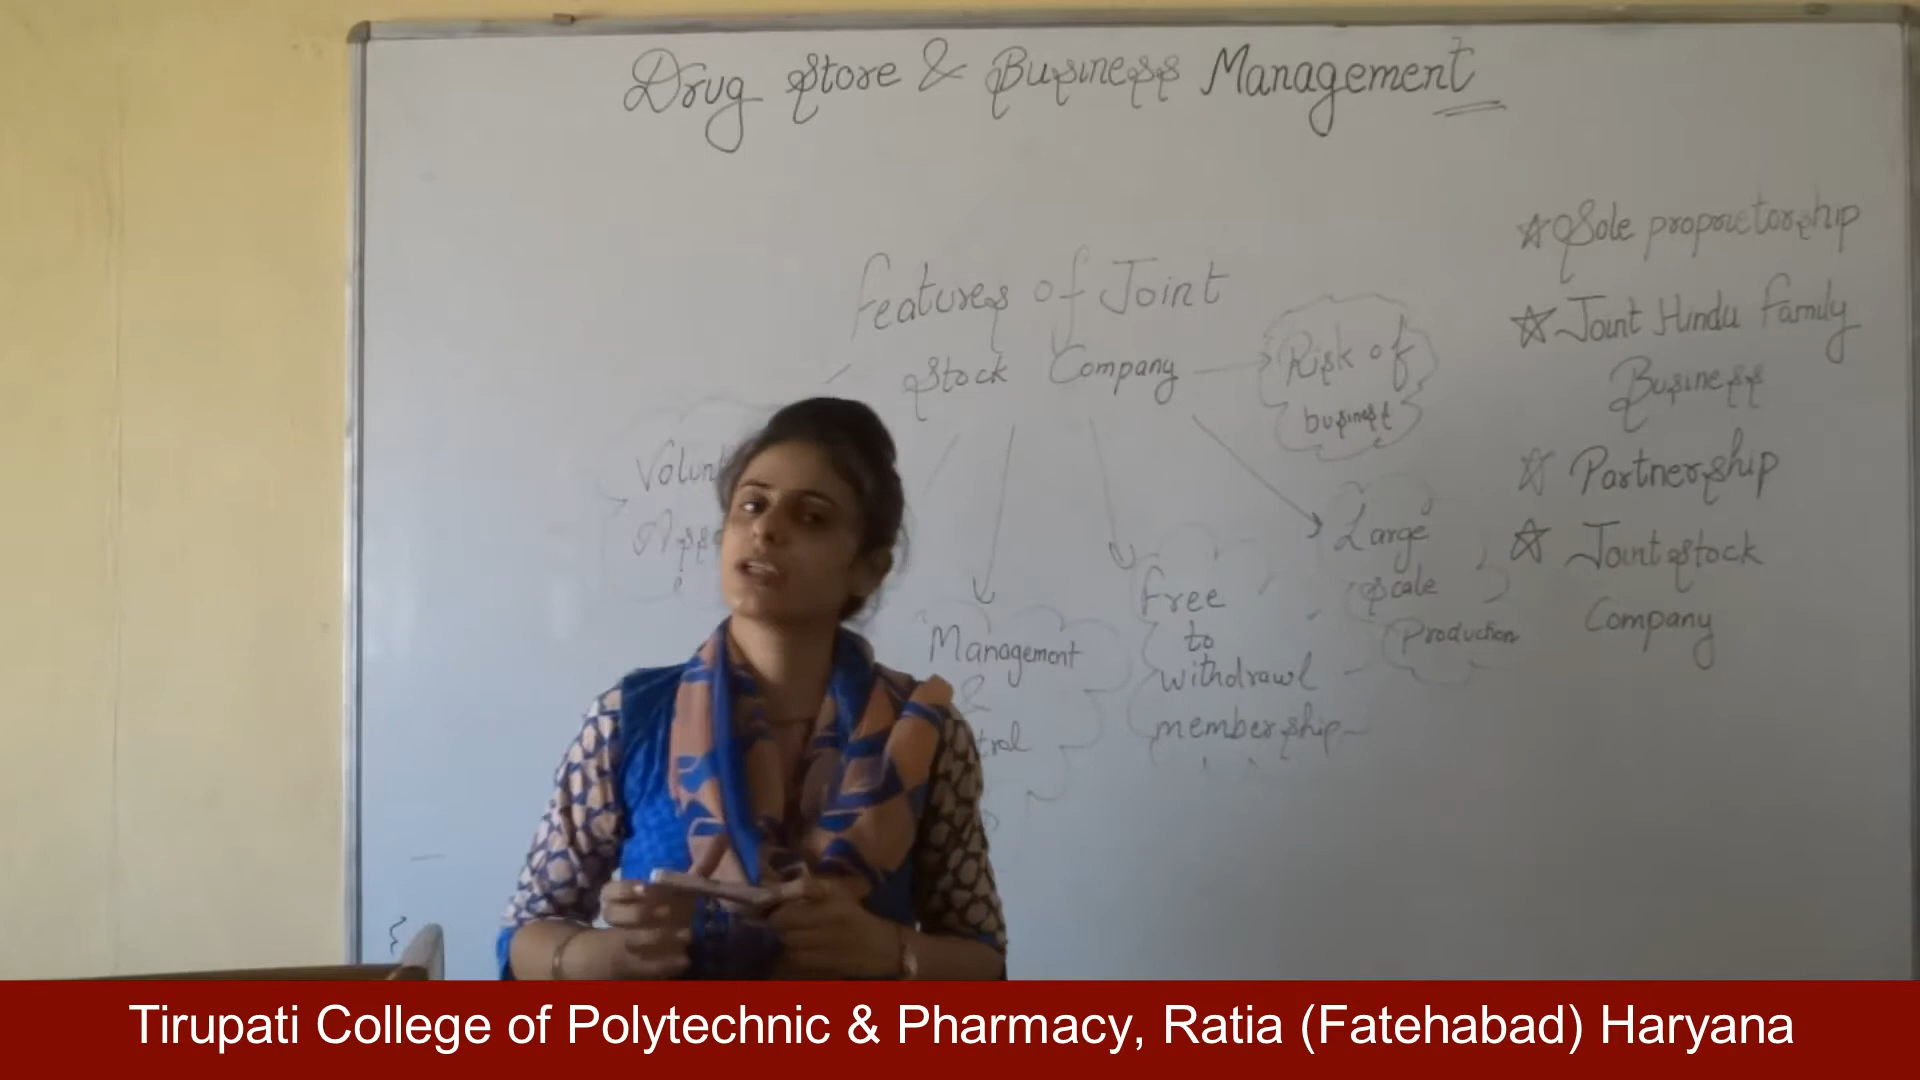 Drug Store & Business Management
Features of Joint
Stock Company
Risk of
business
Management
&
Free
to
withdrawl
membership
Large
Scale
Production
☆ Sole proprietorship
☆ Joint Hindu Family
Business
☆ Partnership
☆ Joint Stock
Company
Tirupati College of Polytechnic & Pharmacy, Ratia (Fatehabad) Haryana